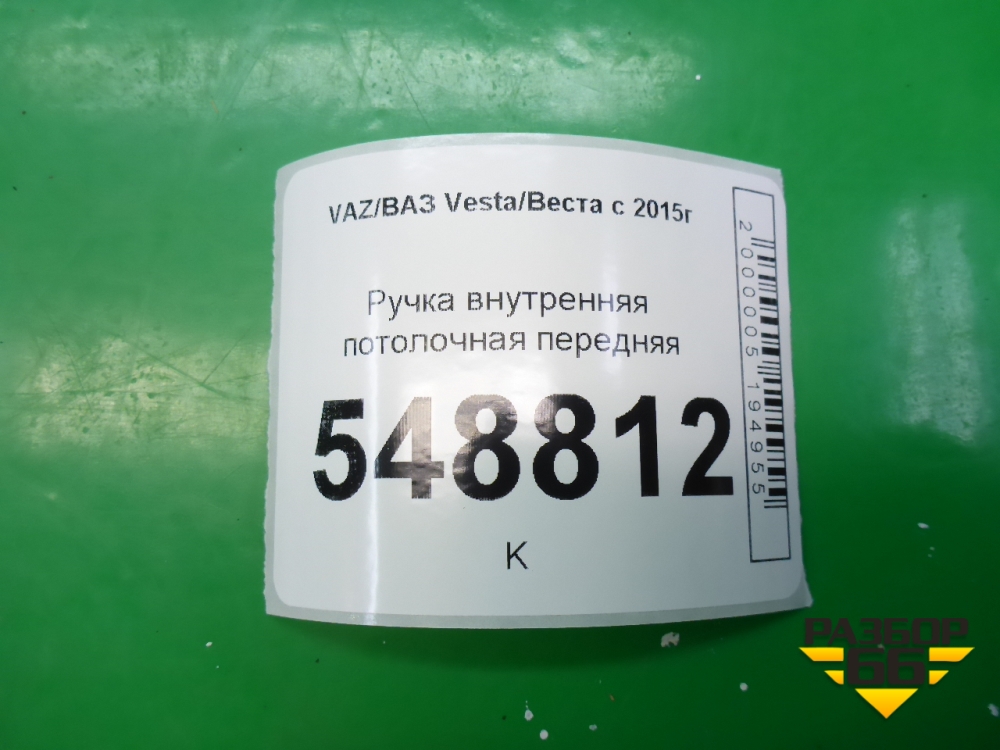 VAZ/ВАЗ Vesta/Веста с 2015г
Ручка внутренняя
потолочная передняя
548812
К
2000005194955
РАЗБОР
66